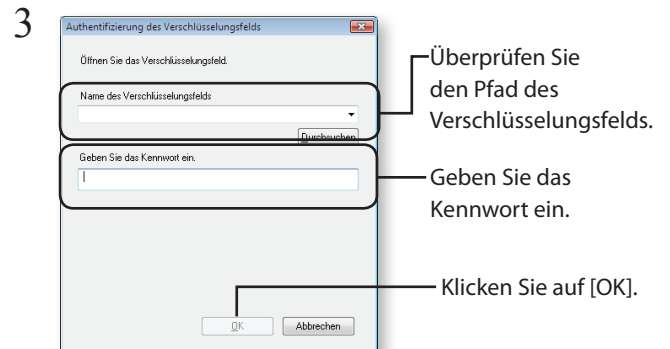 3
Authentifizierung des Verschlüsselungsfelds
Öffnen Sie das Verschlüsselungsfeld.
Name des Verschlüsselungsfelds
Durchsuchen
Geben Sie das Kennwort ein.
OK
Abbrechen
Überprüfen Sie
den Pfad des
Verschlüsselungsfelds.
Geben Sie das
Kennwort ein.
Klicken Sie auf [OK].